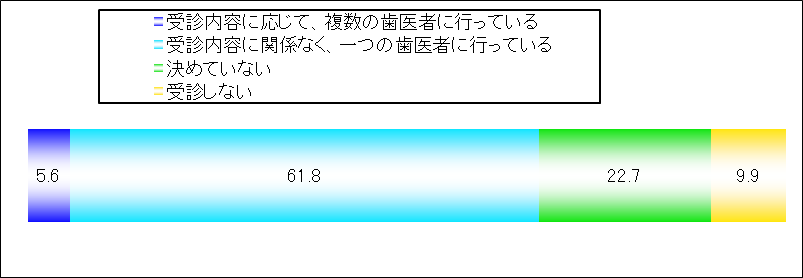 受診内容に応じて、複数の歯医者に行っている
受診内容に関係なく、一つの歯医者に行っている
決めていない
受診しない
5.6 61.8 22.7 9.9